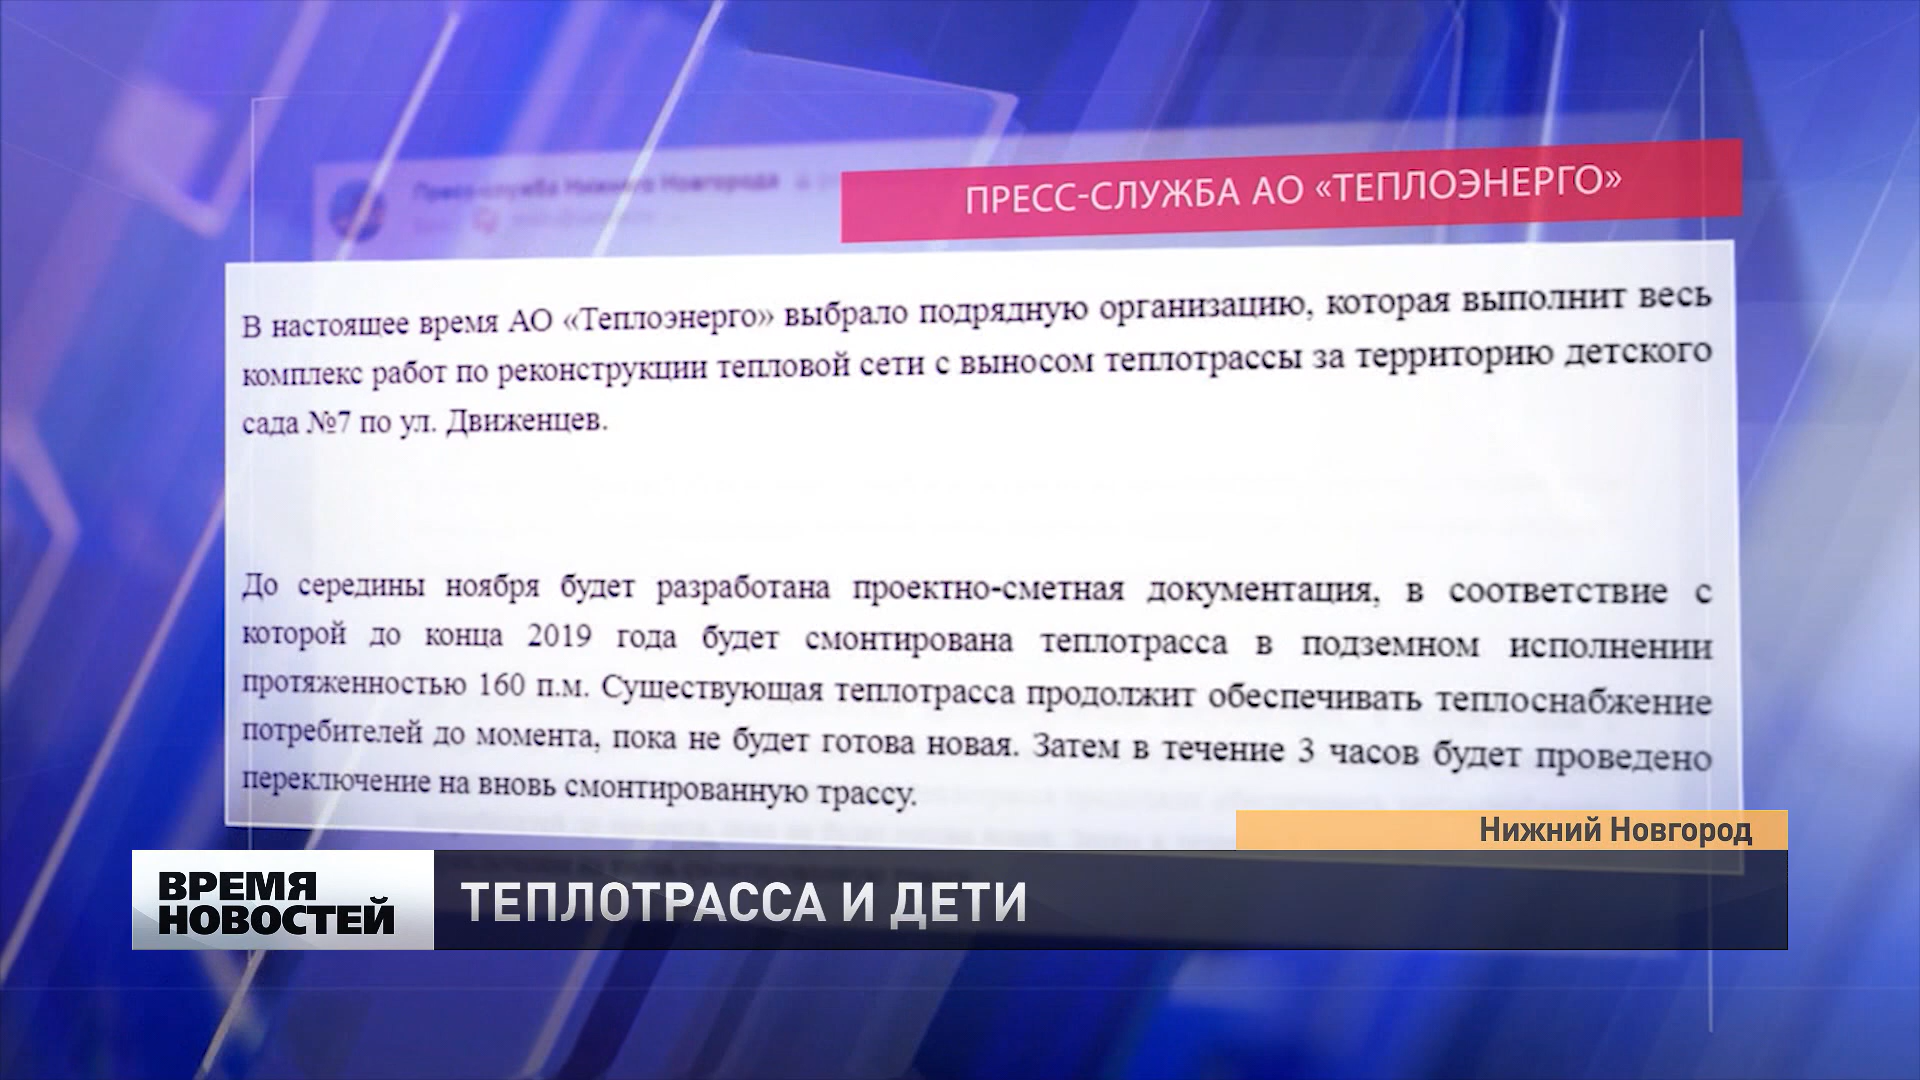 Пресс-служба Нижнего Новгорода
ПРЕСС-СЛУЖБА АО «ТЕПЛОЭНЕРГО»
В настоящее время АО «Теплоэнерго» выбрало подрядную организацию, которая выполнит весь
комплекс работ по реконструкции тепловой сети с выносом теплотрассы за территорию детского
сада №7 по ул. Движенцев.
До середины ноября будет разработана проектно-сметная документация, в соответствие с
которой до конца 2019 года будет смонтирована теплотрасса в подземном исполнении
протяженностью 160 п.м. Существующая теплотрасса продолжит обеспечивать теплоснабжение
потребителей до момента, пока не будет готова новая. Затем в течение 3 часов будет проведено
переключение на вновь смонтированную трассу.
Нижний Новгород
ВРЕМЯ
НОВОСТЕЙ
ТЕПЛОТРАССА И ДЕТИ